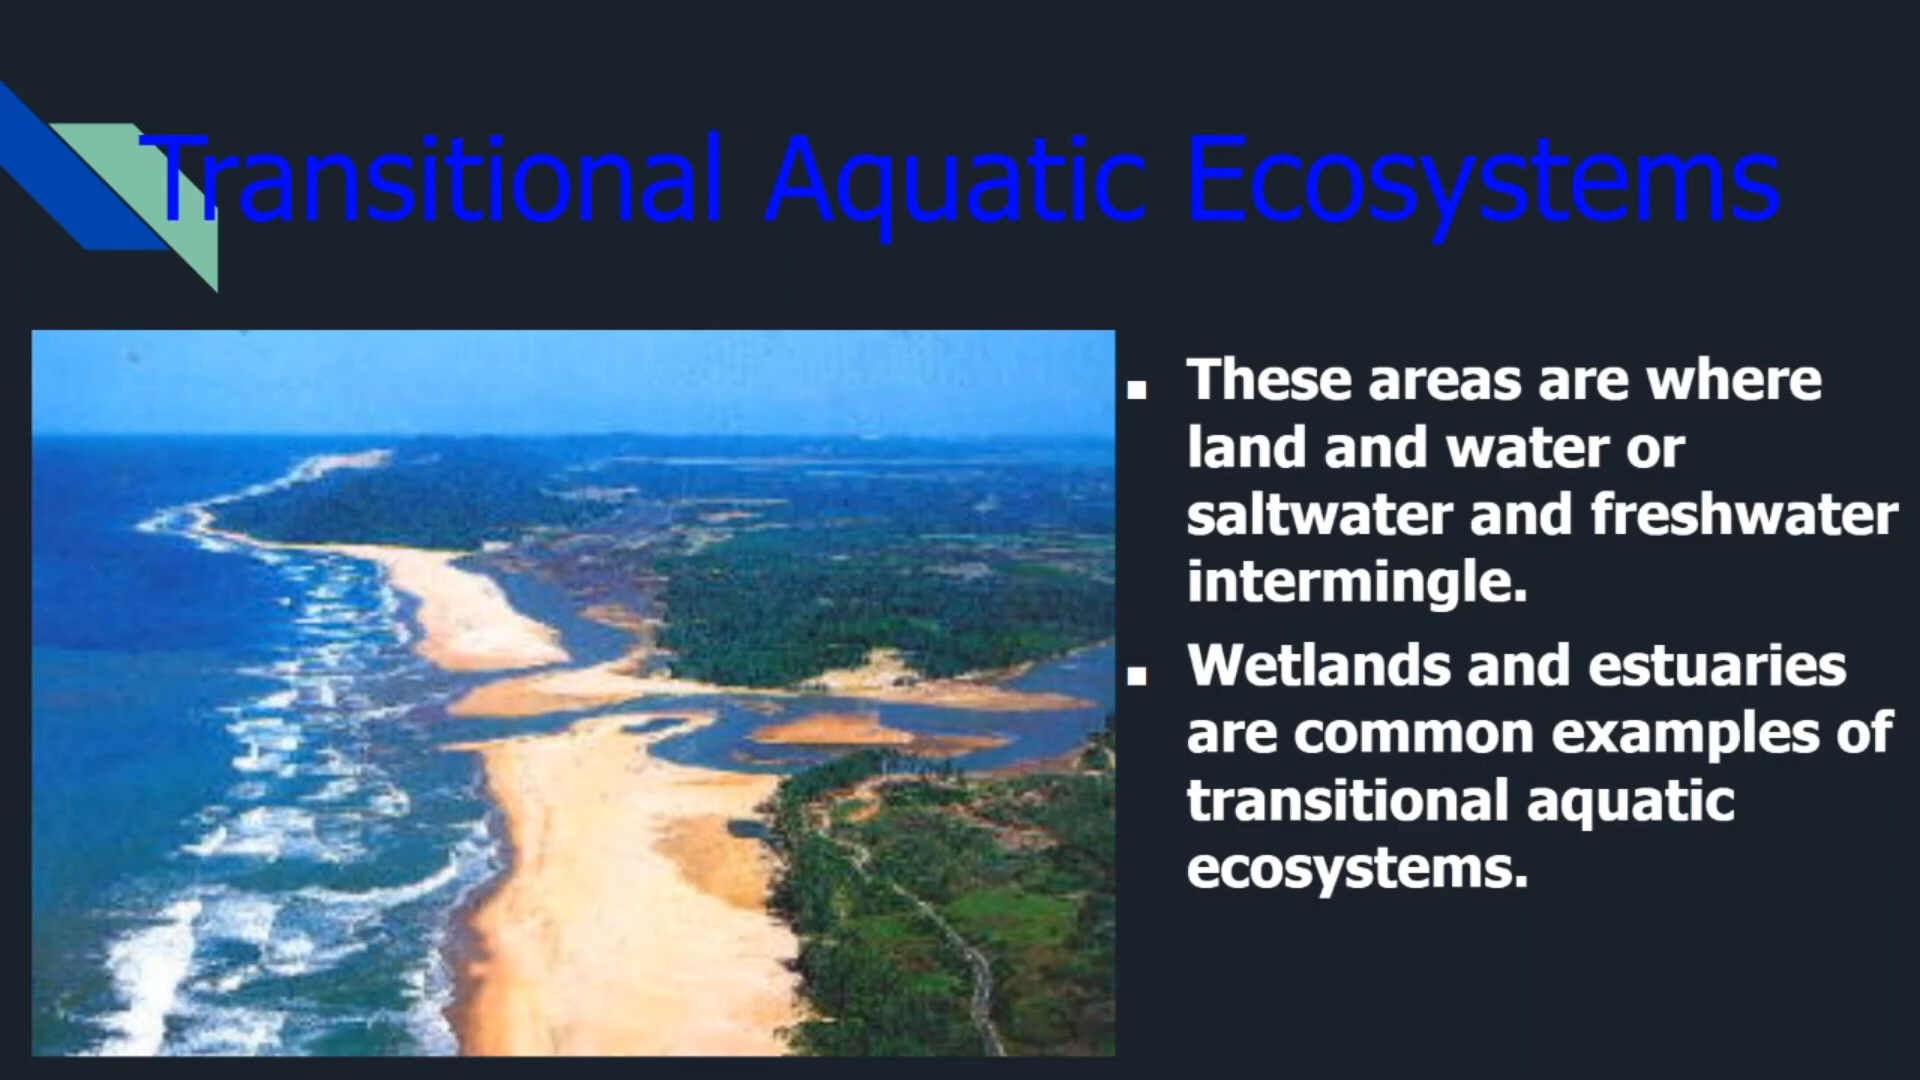 Transitional Aquatic Ecosystems
▪ These areas are where
land and water or
saltwater and freshwater
intermingle.
▪ Wetlands and estuaries
are common examples of
transitional aquatic
ecosystems.